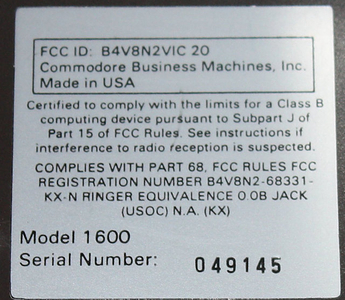 FCC ID: B4V8N2VIC 20
Commodore Business Machines, Inc.
Made in USA
Certified to comply with the limits for a Class B
computing device pursuant to Subpart J of
Part 15 of FCC Rules. See instructions if
interference to radio reception is suspected.
COMPLIES WITH PART 68, FCC RULES FCC
REGISTRATION NUMBER B4V8N2-68331-
KX-N RINGER EQUIVALENCE 0.0B JACK
(USOC) N.A. (KX)
Model 1600
Serial Number: 049145